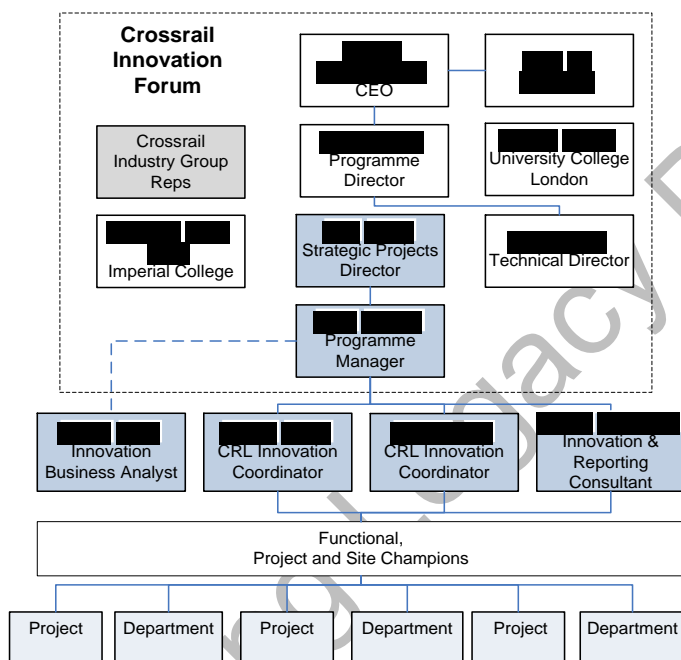 Crossrail
Innovation
Forum
CEO
Crossrail
Industry Group
Reps
Programme
Director
University College
London
Imperial College
Strategic Projects
Director
Technical Director
Programme
Manager
Innovation
Business Analyst
CRL Innovation
Coordinator
CRL Innovation
Coordinator
Innovation &
Reporting
Consultant
Functional,
Project and Site Champions
Project
Department
Project
Department
Project
Department
ng Legacy